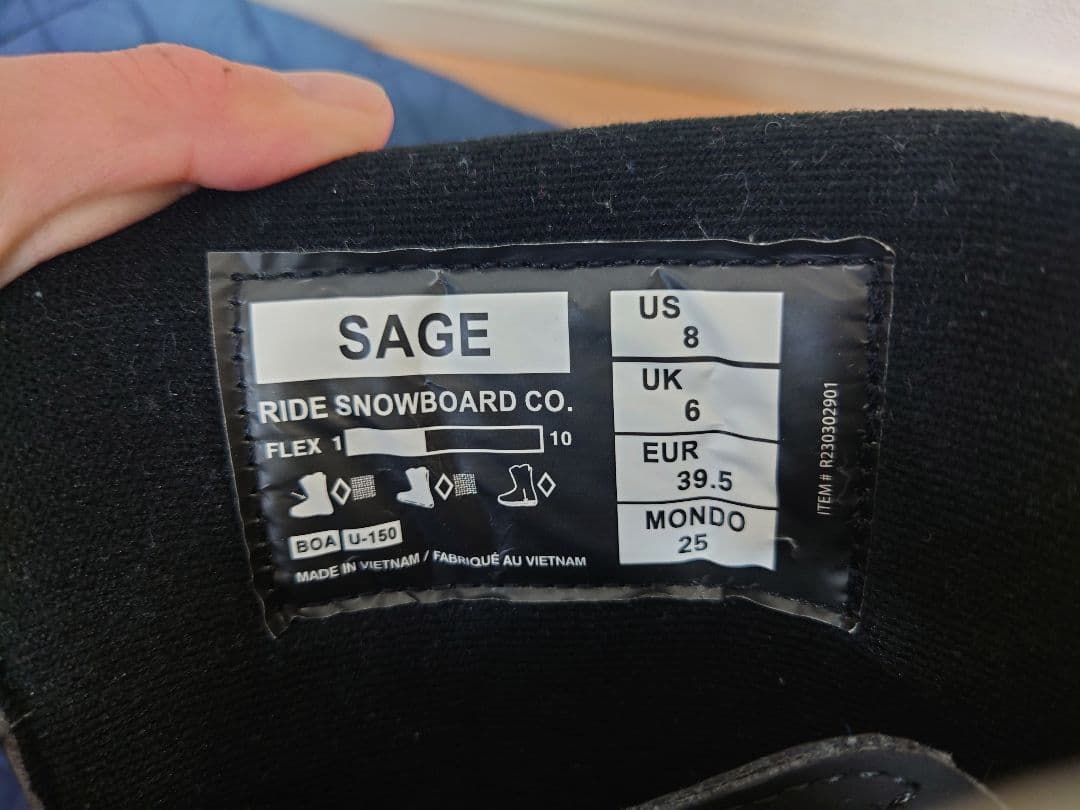 SAGE
RIDE SNOWBOARD CO.
FLEX 1 10
BOA U-150
MADE IN VIETNAM / FABRIQUÉ AU VIETNAM
US
8
UK
6
EUR
39.5
MONDO
25
ITEM # R230302901